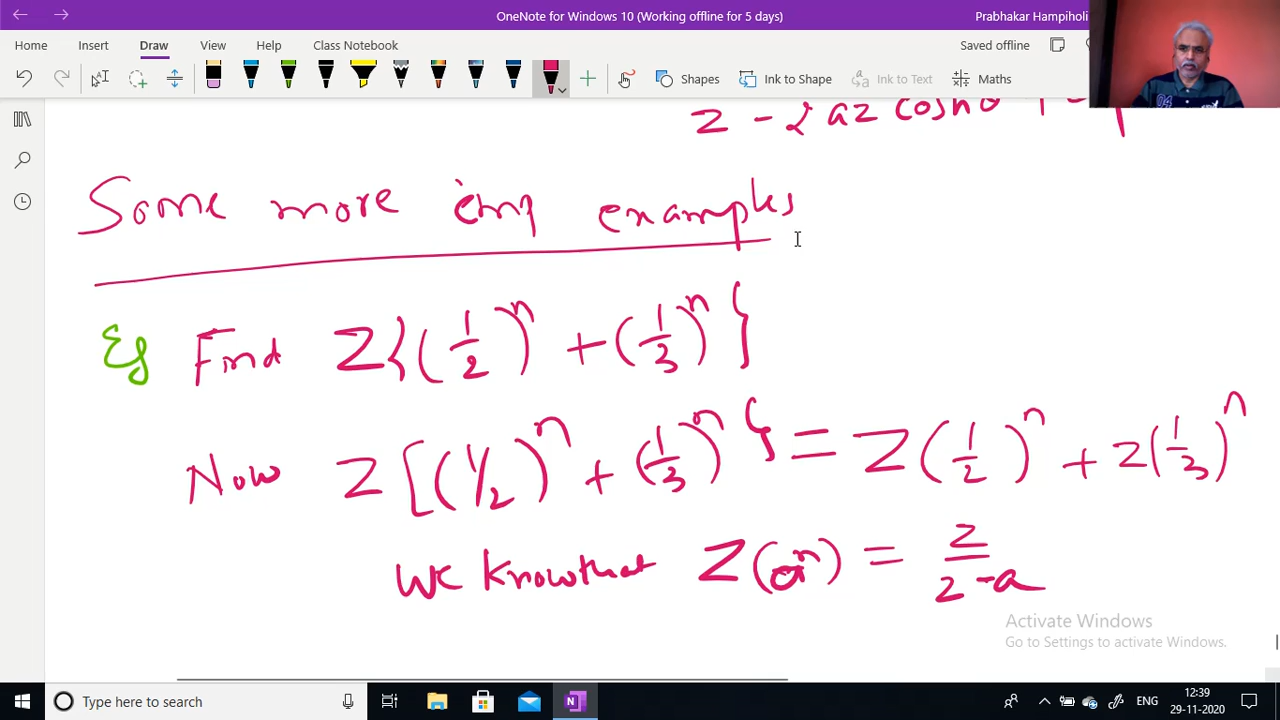 OneNote for Windows 10 (Working offline for 5 days)
Prabhakar Hampiholi
Home Insert Draw View Help Class Notebook
Saved offline
Shapes Ink to Shape Ink to Text Maths
z - 2az coshθ +
Some more imp examples
Eg Find Z{(1/2)^n + (1/3)^n}
Now Z[(1/2)^n + (1/3)^n} = Z(1/2)^n + Z(1/3)^n
We know that Z(a^n) = z/z-a
Activate Windows
Go to Settings to activate Windows.
Type here to search
ENG
12:39
29-11-2020